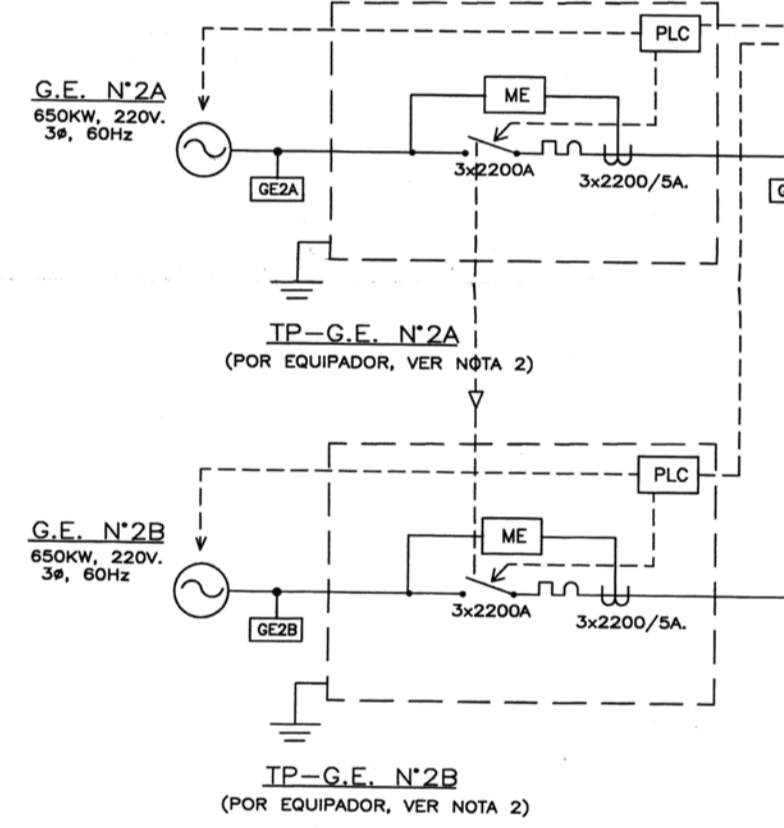 PLC
G.E. N°2A
650KW, 220V.
3ø, 60Hz
ME
3x2200A
3x2200/5A.
GE2A
TP-G.E. N°2A
(POR EQUIPADOR, VER NOTA 2)
PLC
G.E. N°2B
650KW, 220V.
3ø, 60Hz
ME
3x2200A
3x2200/5A.
GE2B
TP-G.E. N°2B
(POR EQUIPADOR, VER NOTA 2)